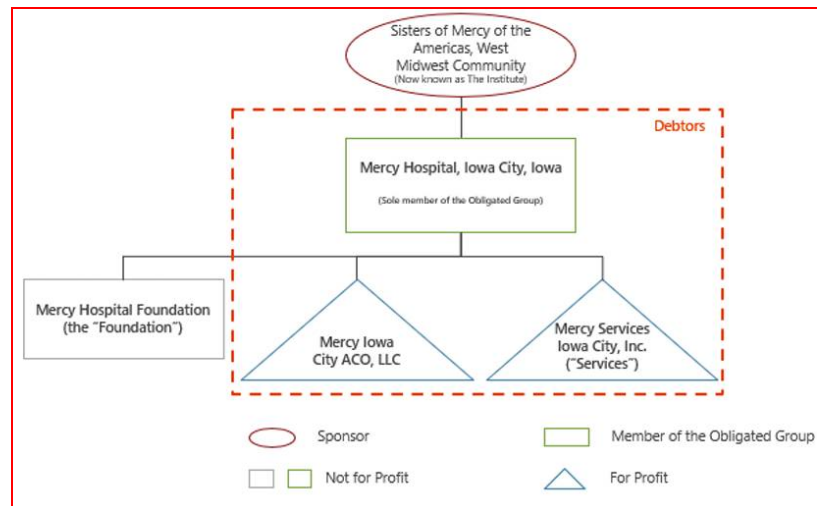 Sisters of Mercy of the
Americas, West
Midwest Community
(Now known as The Institute)
Debtors
Mercy Hospital, Iowa City, Iowa
(Sole member of the Obligated Group)
Mercy Hospital Foundation
(the "Foundation")
Mercy Iowa
City ACO, LLC
Mercy Services
Iowa City, Inc.
("Services")
Sponsor
Member of the Obligated Group
Not for Profit
For Profit